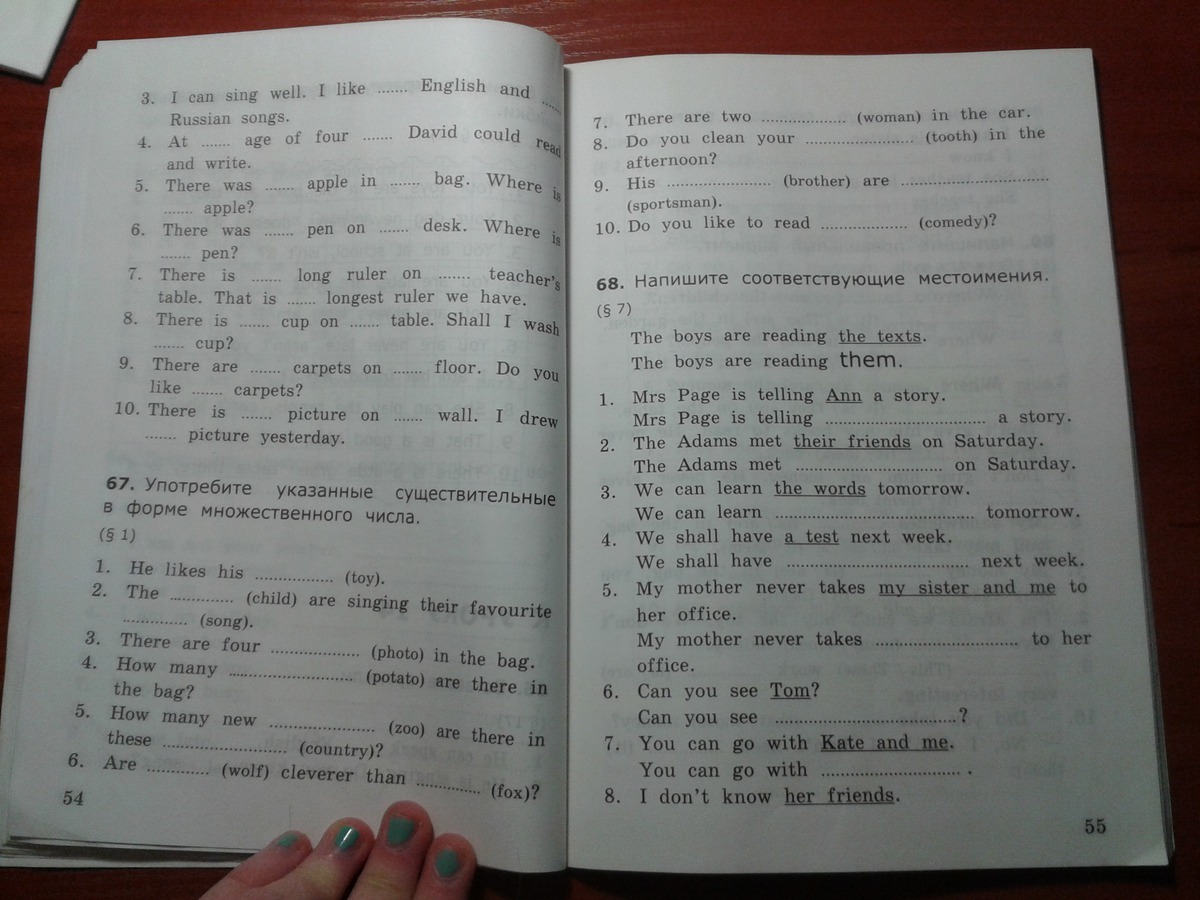 3. I can sing well. I like ....... English and .....
Russian songs.
4. At ...... age of four ....... David could read
and write.
5. There was ....... apple in ....... bag. Where is
....... apple?
6. There was ....... pen on ....... desk. Where is
....... pen?
7. There is ....... long ruler on ....... teacher's
table. That is ...... longest ruler we have.
8. There is ....... cup on ....... table. Shall I wash
....... cup?
9. There are ....... carpets on ....... floor. Do you
like ....... carpets?
10. There is ....... picture on ....... wall. I drew
....... picture yesterday.
67. Употребите указанные существительные
в форме множественного числа.
(§ 1)
1. He likes his ................ (toy).
2. The ............. (child) are singing their favourite
.............. (song).
3. There are four .................. (photo) in the bag.
4. How many ......................... (potato) are there in
the bag?
5. How many new ........................... (zoo) are there in
these ......................... (country)?
6. Are ............. (wolf) cleverer than ............. (fox)?
54
7. There are two ................. (woman) in the car.
8. Do you clean your ...................... (tooth) in the
afternoon?
9. His ..................... (brother) are ..............................
(sportsman).
10. Do you like to read .................. (comedy)?
68. Напишите соответствующие местоимения.
(§ 7)
The boys are reading the texts.
The boys are reading them.
1. Mrs Page is telling Ann a story.
Mrs Page is telling ................................ a story.
2. The Adams met their friends on Saturday.
The Adams met .............................. on Saturday.
3. We can learn the words tomorrow.
We can learn ....................................... tomorrow.
4. We shall have a test next week.
We shall have .................................... next week.
5. My mother never takes my sister and me to
her office.
My mother never takes ............................ to her
office.
6. Can you see Tom?
Can you see ....................................?
7. You can go with Kate and me.
You can go with ............................ .
8. I don't know her friends.
55